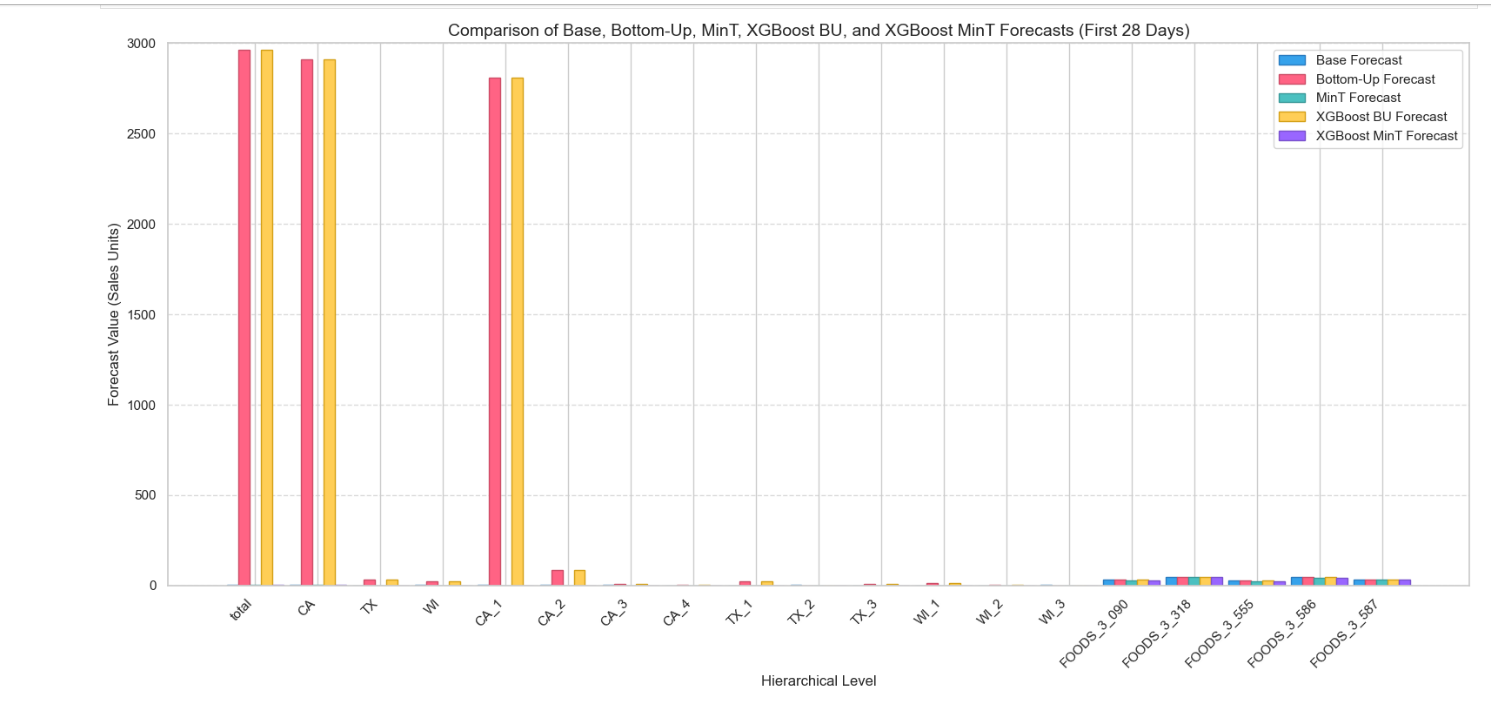 Comparison of Base, Bottom-Up, MinT, XGBoost BU, and XGBoost MinT Forecasts (First 28 Days)
Base Forecast
Bottom-Up Forecast
MinT Forecast
XGBoost BU Forecast
XGBoost MinT Forecast
Forecast Value (Sales Units)
3000
2500
2000
1500
1000
500
0
total
CA
TX
WI
CA_1
CA_2
CA_3
CA_4
TX_1
TX_2
TX_3
WI_1
WI_2
WI_3
FOODS_3_090
FOODS_3_318
FOODS_3_555
FOODS_3_586
FOODS_3_587
Hierarchical Level